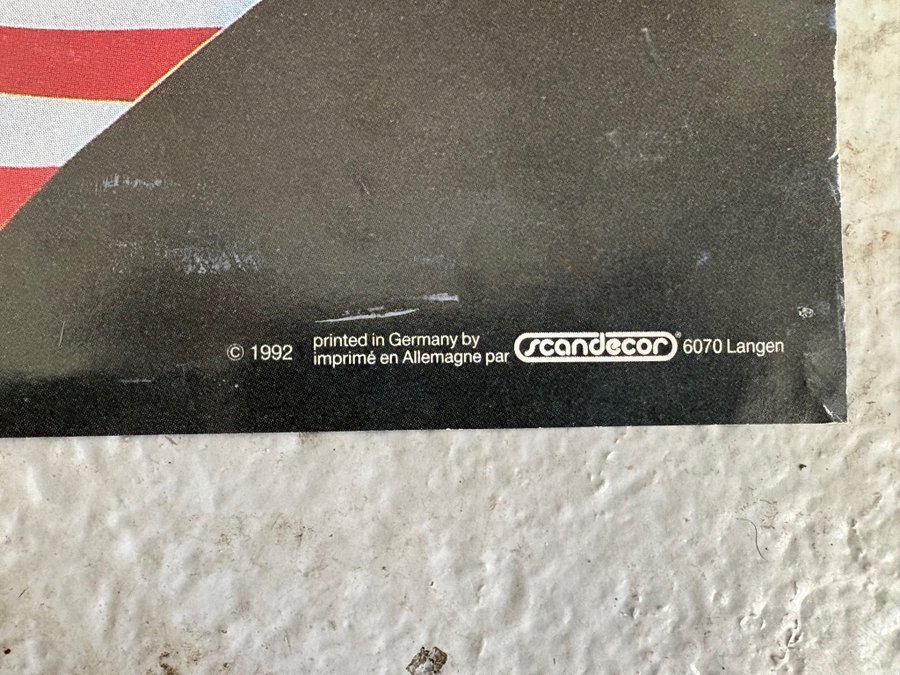 © 1992 printed in Germany by
imprimé en Allemagne par scandecor® 6070 Langen